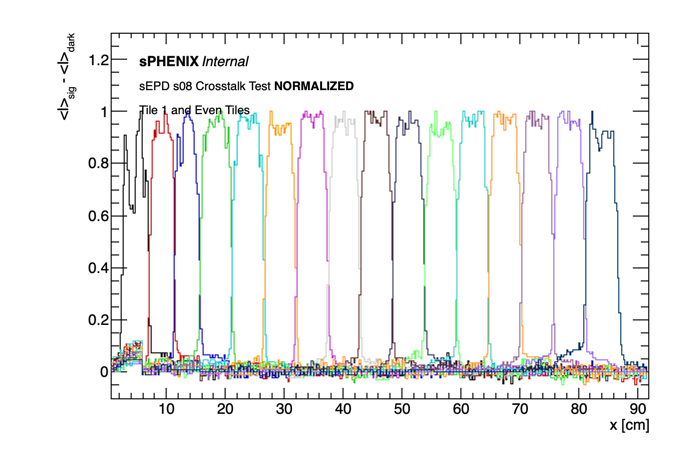 <I>sig - <I>dark
sPHENIX Internal
sEPD s08 Crosstalk Test NORMALIZED
Tile 1 and Even Tiles
1.2
1
0.8
0.6
0.4
0.2
0
10 20 30 40 50 60 70 80 90
x [cm]